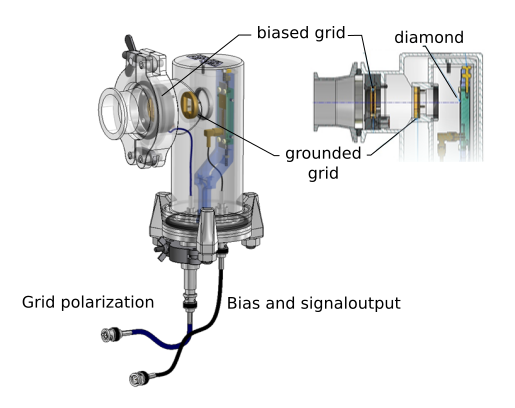 biased grid
diamond
grounded
grid
Grid polarization
Bias and signaloutput